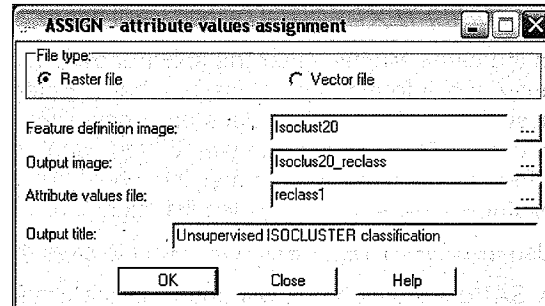 ASSIGN - attribute values assignment
File type:
Raster file
Vector file
Feature definition image:
Isoclust20
...
Output image:
Isoclus20_reclass
...
Attribute values file:
reclass1
...
Output title:
Unsupervised ISOCLUSTER classification
OK
Close
Help